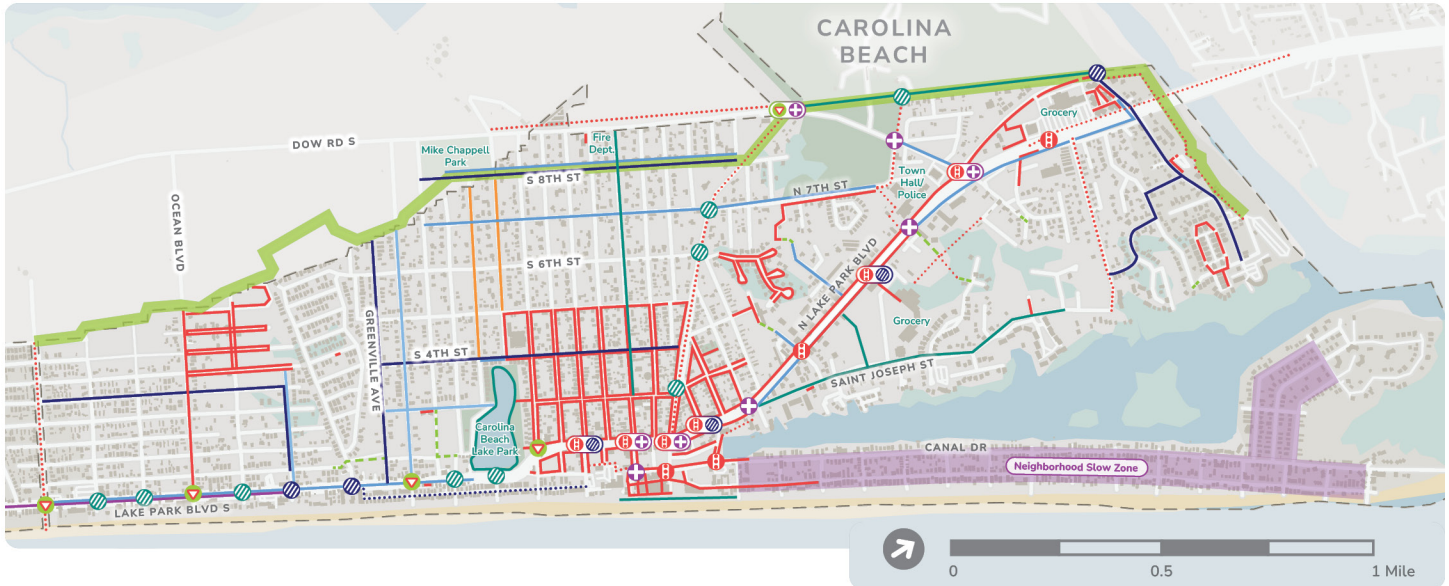 CAROLINA
BEACH
Grocery
DOW RD S
Fire
Dept.
Mike Chappell
Park
S 8TH ST
N 7TH ST
Town
Hall/
Police
OCEAN BLVD
S 6TH ST
N LAKE PARK BLVD
GREENVILLE AVE
Grocery
S 4TH ST
SAINT JOSEPH ST
Carolina
Beach
Lake Park
CANAL DR
Neighborhood Slow Zone
LAKE PARK BLVD S
0
0.5
1 Mile